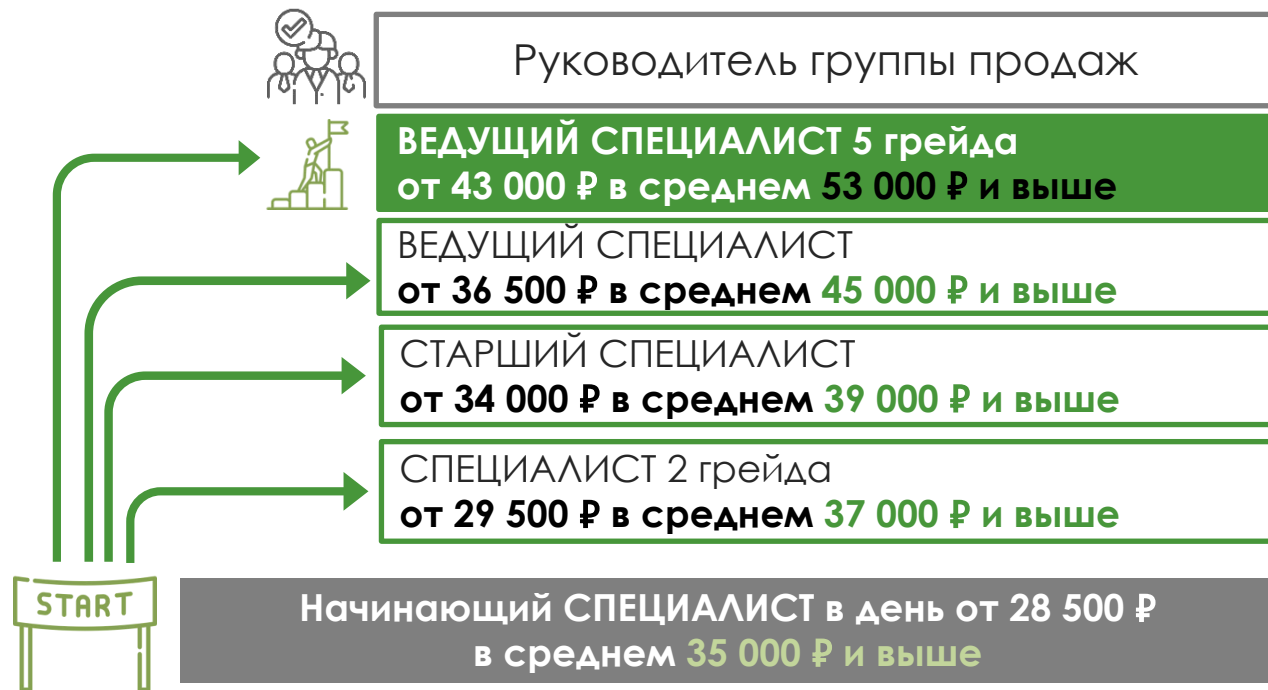 Руководитель группы продаж
ВЕДУЩИЙ СПЕЦИАЛИСТ 5 грейда
от 43 000 ₽ в среднем 53 000 ₽ и выше
ВЕДУЩИЙ СПЕЦИАЛИСТ
от 36 500 ₽ в среднем 45 000 ₽ и выше
СТАРШИЙ СПЕЦИАЛИСТ
от 34 000 ₽ в среднем 39 000 ₽ и выше
СПЕЦИАЛИСТ 2 грейда
от 29 500 ₽ в среднем 37 000 ₽ и выше
START
Начинающий СПЕЦИАЛИСТ в день от 28 500 ₽
в среднем 35 000 ₽ и выше